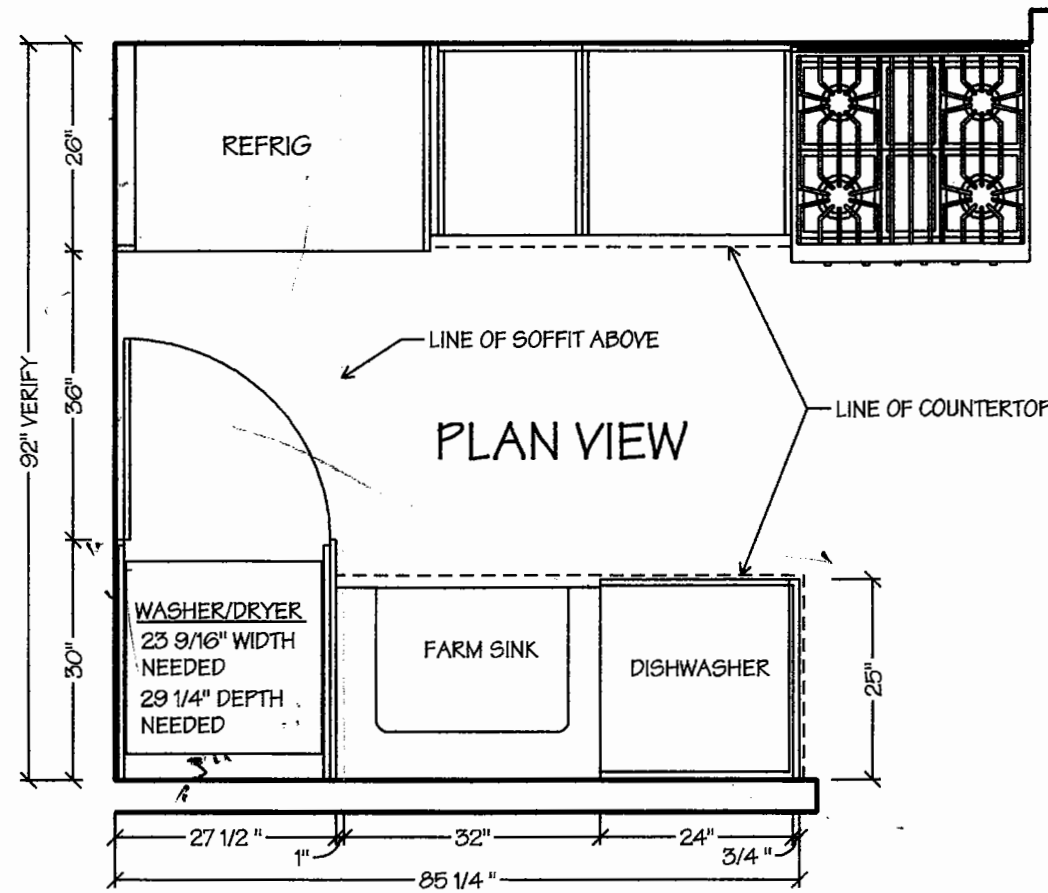 26"
REFRIG
LINE OF SOFFIT ABOVE
36"
92" VERIFY
LINE OF COUNTERTOP
PLAN VIEW
WASHER/DRYER
23 9/16" WIDTH
NEEDED
29 1/4" DEPTH
NEEDED
30"
FARM SINK
DISHWASHER
25"
27 1/2"
1"
32"
24"
3/4"
85 1/4"